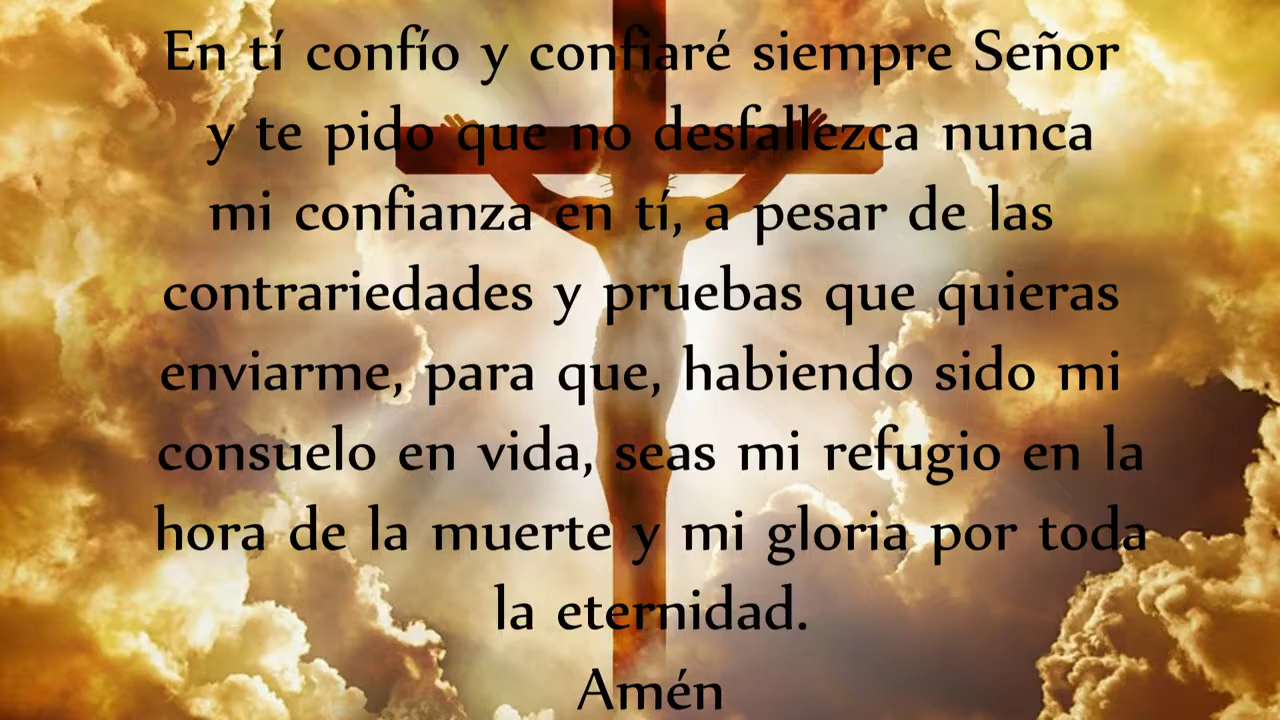 En tí confío y confiaré siempre Señor
y te pido que no desfallezca nunca
mi confianza en tí, a pesar de las
contrariedades y pruebas que quieras
enviarme, para que, habiendo sido mi
consuelo en vida, seas mi refugio en la
hora de la muerte y mi gloria por toda
la eternidad.
Amén